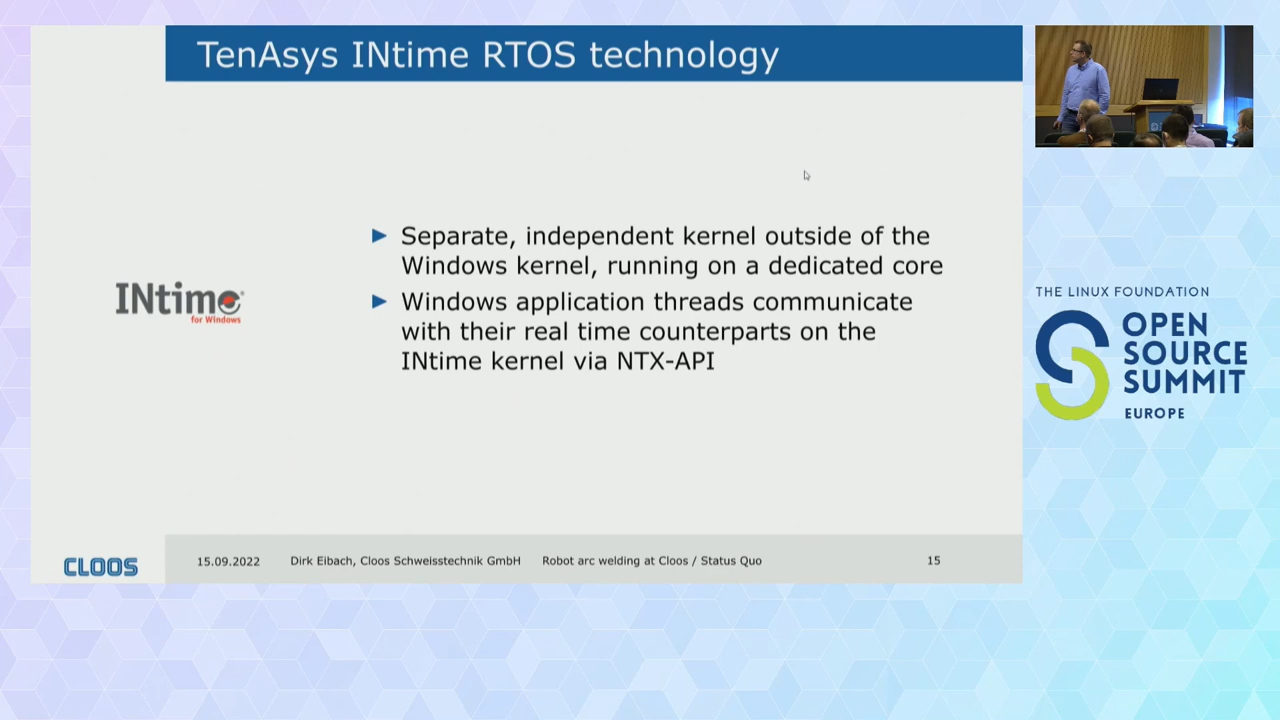 TenAsys INtime RTOS technology
Separate, independent kernel outside of the
Windows kernel, running on a dedicated core
Windows application threads communicate
with their real time counterparts on the
INtime kernel via NTX-API
INtime
for Windows
CLOOS
15.09.2022 Dirk Eibach, Cloos Schweisstechnik GmbH Robot arc welding at Cloos / Status Quo 15
THE LINUX FOUNDATION
OPEN
SOURCE
SUMMIT
EUROPE